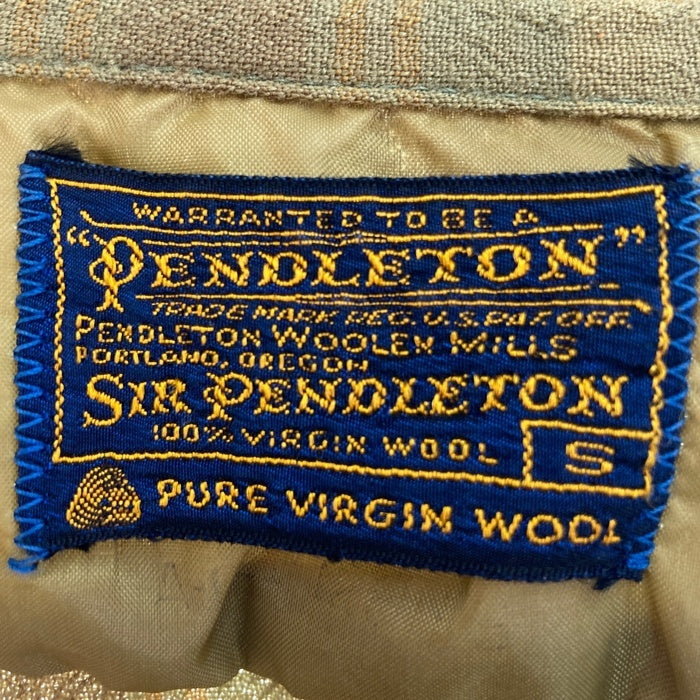 WARRANTED TO BE A
"PENDLETON"
TRADE MARK REG. U.S. PAT. OFF.
PENDLETON WOOLEN MILLS
PORTLAND, OREGON
SIR PENDLETON
100% VIRGIN WOOL
S
PURE VIRGIN WOOL